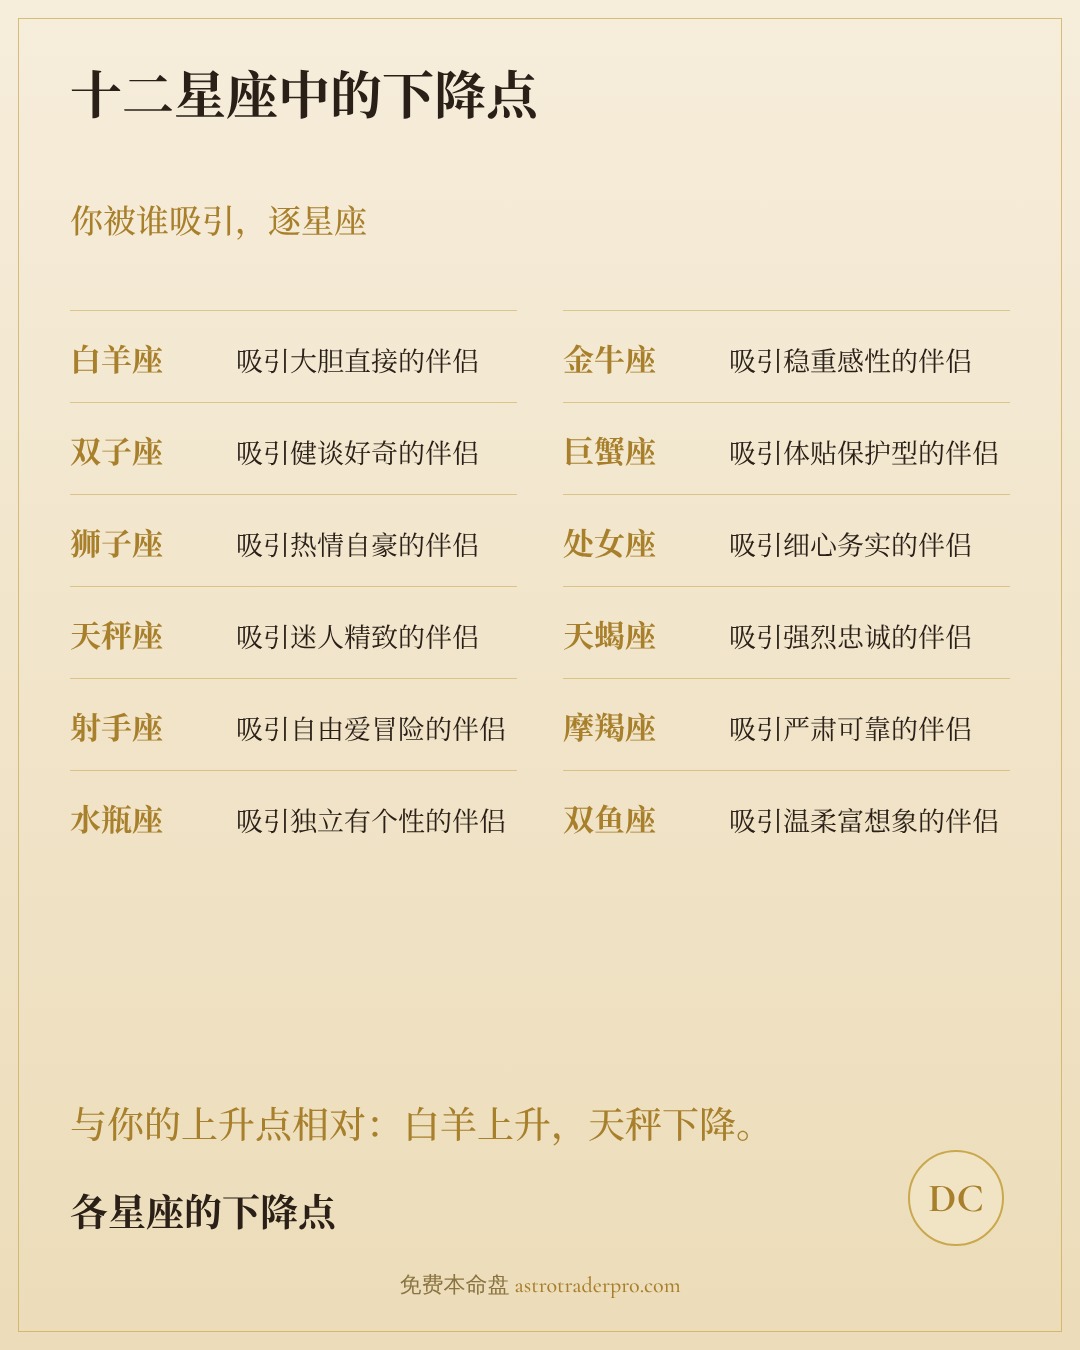 十二星座中的下降点
你被谁吸引，逐星座
白羊座 吸引大胆直接的伴侣
金牛座 吸引稳重感性的伴侣
双子座 吸引健谈好奇的伴侣
巨蟹座 吸引体贴保护型的伴侣
狮子座 吸引热情自豪的伴侣
处女座 吸引细心务实的伴侣
天秤座 吸引迷人精致的伴侣
天蝎座 吸引强烈忠诚的伴侣
射手座 吸引自由爱冒险的伴侣
摩羯座 吸引严肃可靠的伴侣
水瓶座 吸引独立有个性的伴侣
双鱼座 吸引温柔富想象的伴侣
与你的上升点相对：白羊上升，天秤下降。
各星座的下降点
DC
免费本命盘 astrotraderpro.com